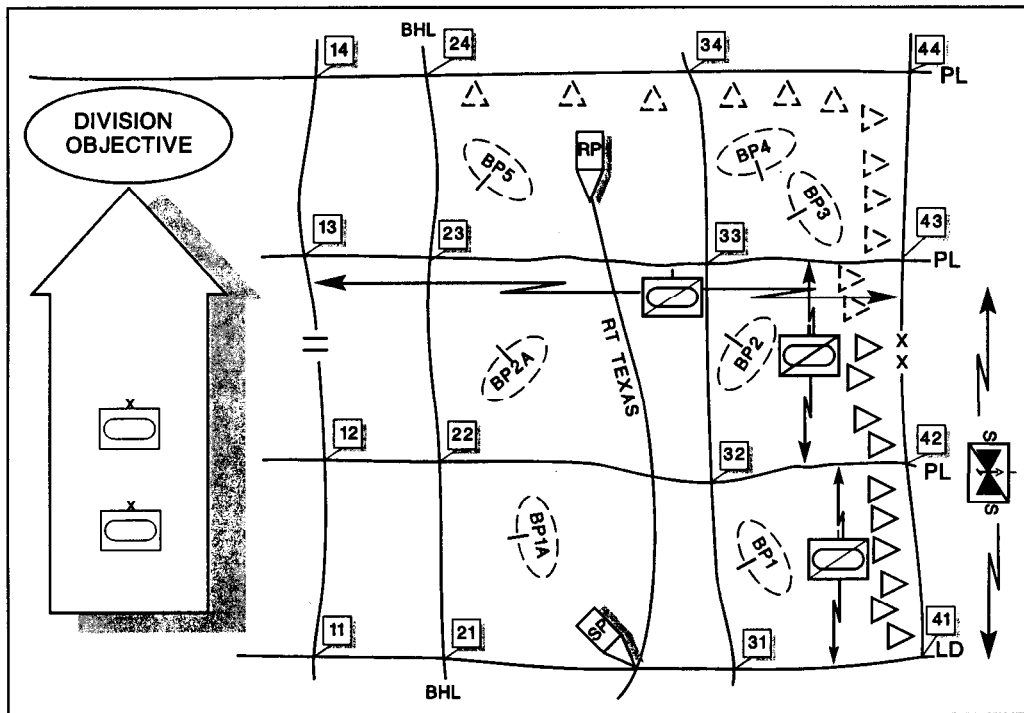 BHL
14
24
34
44
PL
DIVISION
OBJECTIVE
RP
BP5
BP4
BP3
13
23
33
43
PL
RT TEXAS
BP2A
BP2
X
X
X
12
22
32
42
PL
S
S
X
BP1A
BP1
SP
11
21
31
41
LD
BHL